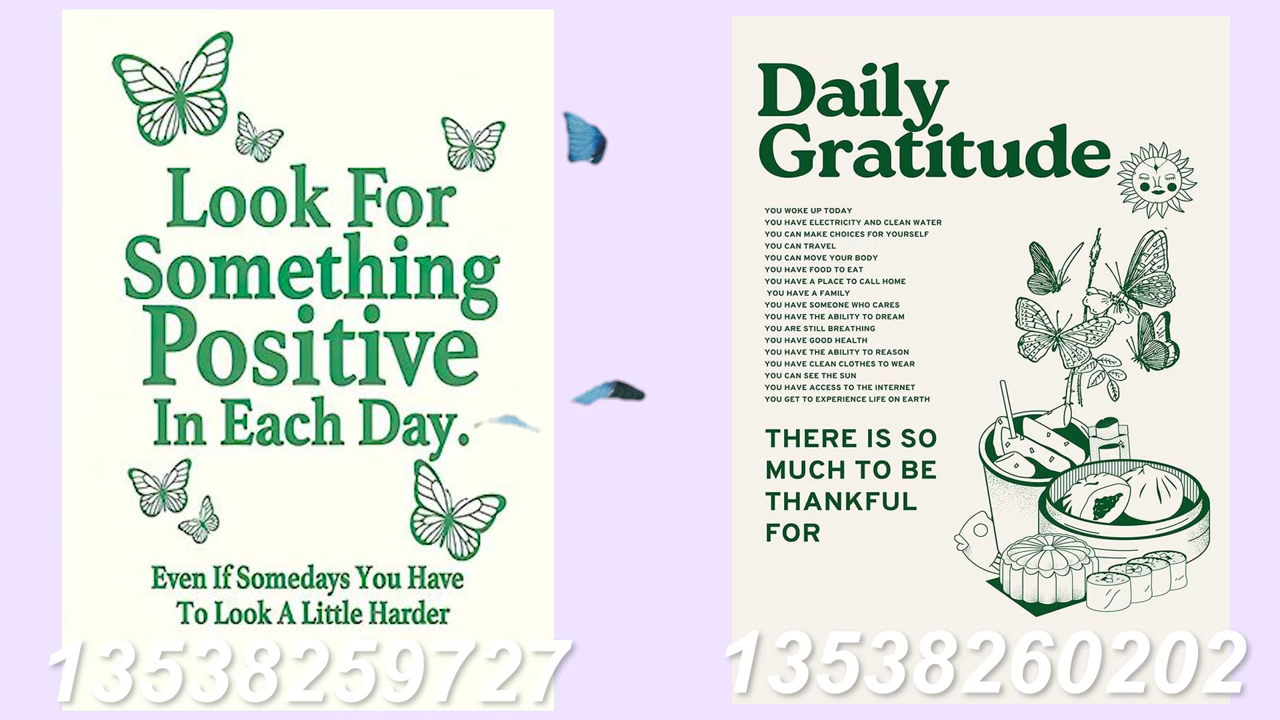 Look For
Something
Positive
In Each Day.
Even If Somedays You Have
To Look A Little Harder
13538259727
Daily
Gratitude
YOU WOKE UP TODAY
YOU HAVE ELECTRICITY AND CLEAN WATER
YOU CAN MAKE CHOICES FOR YOURSELF
YOU CAN TRAVEL
YOU CAN MOVE YOUR BODY
YOU HAVE FOOD TO EAT
YOU HAVE A PLACE TO CALL HOME
YOU HAVE A FAMILY
YOU HAVE SOMEONE WHO CARES
YOU HAVE THE ABILITY TO DREAM
YOU ARE STILL BREATHING
YOU HAVE GOOD HEALTH
YOU HAVE THE ABILITY TO REASON
YOU HAVE CLEAN CLOTHES TO WEAR
YOU CAN SEE THE SUN
YOU HAVE ACCESS TO THE INTERNET
YOU GET TO EXPERIENCE LIFE ON EARTH
THERE IS SO
MUCH TO BE
THANKFUL
FOR
13538260202